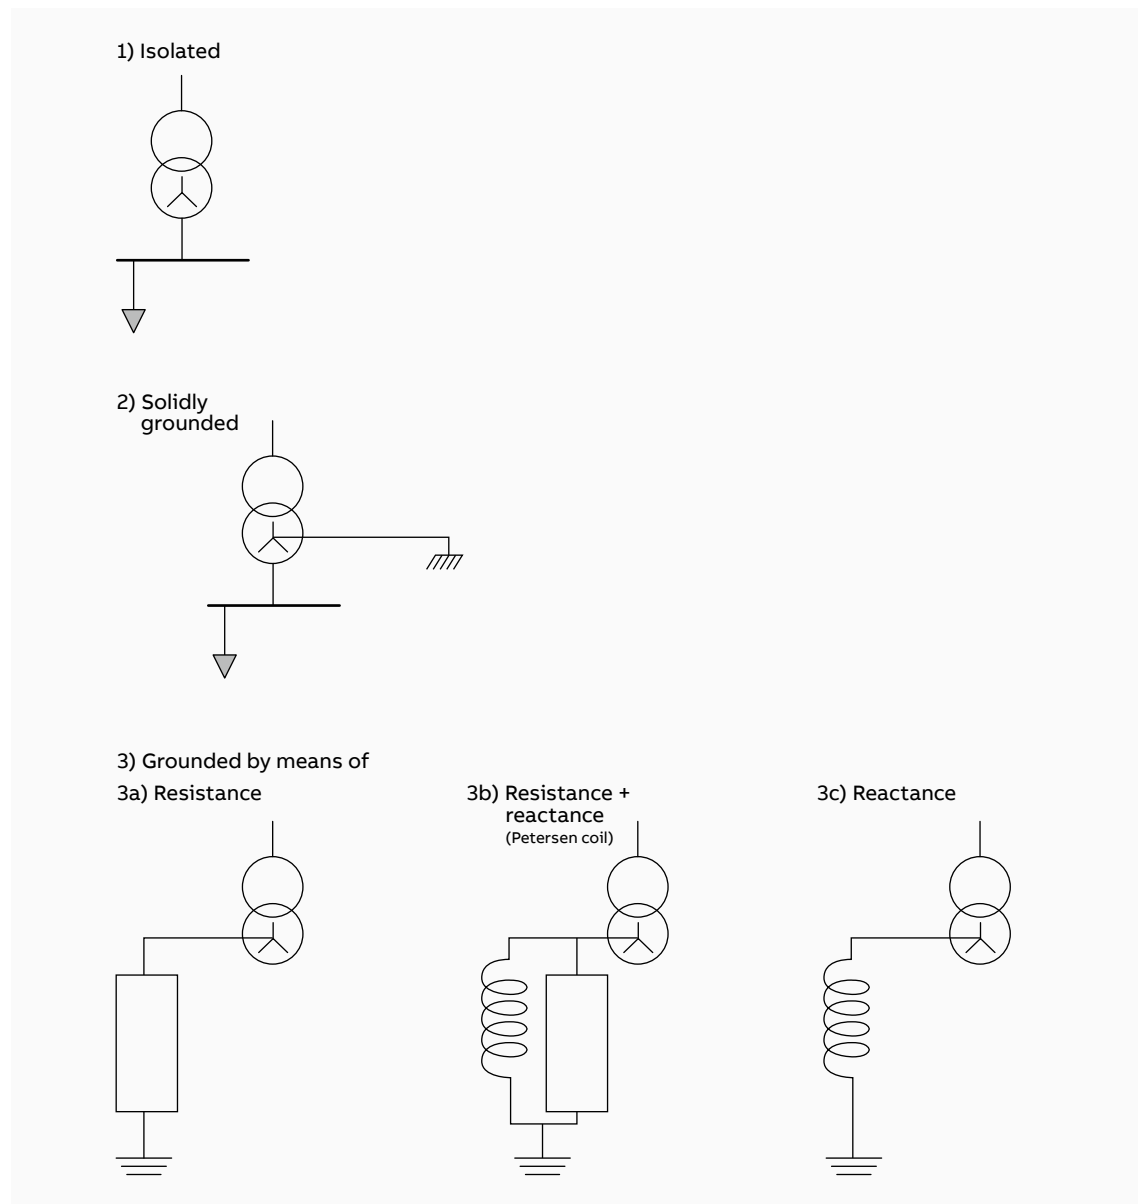 1) Isolated
2) Solidly
grounded
3) Grounded by means of
3a) Resistance
3b) Resistance +
reactance
(Petersen coil)
3c) Reactance